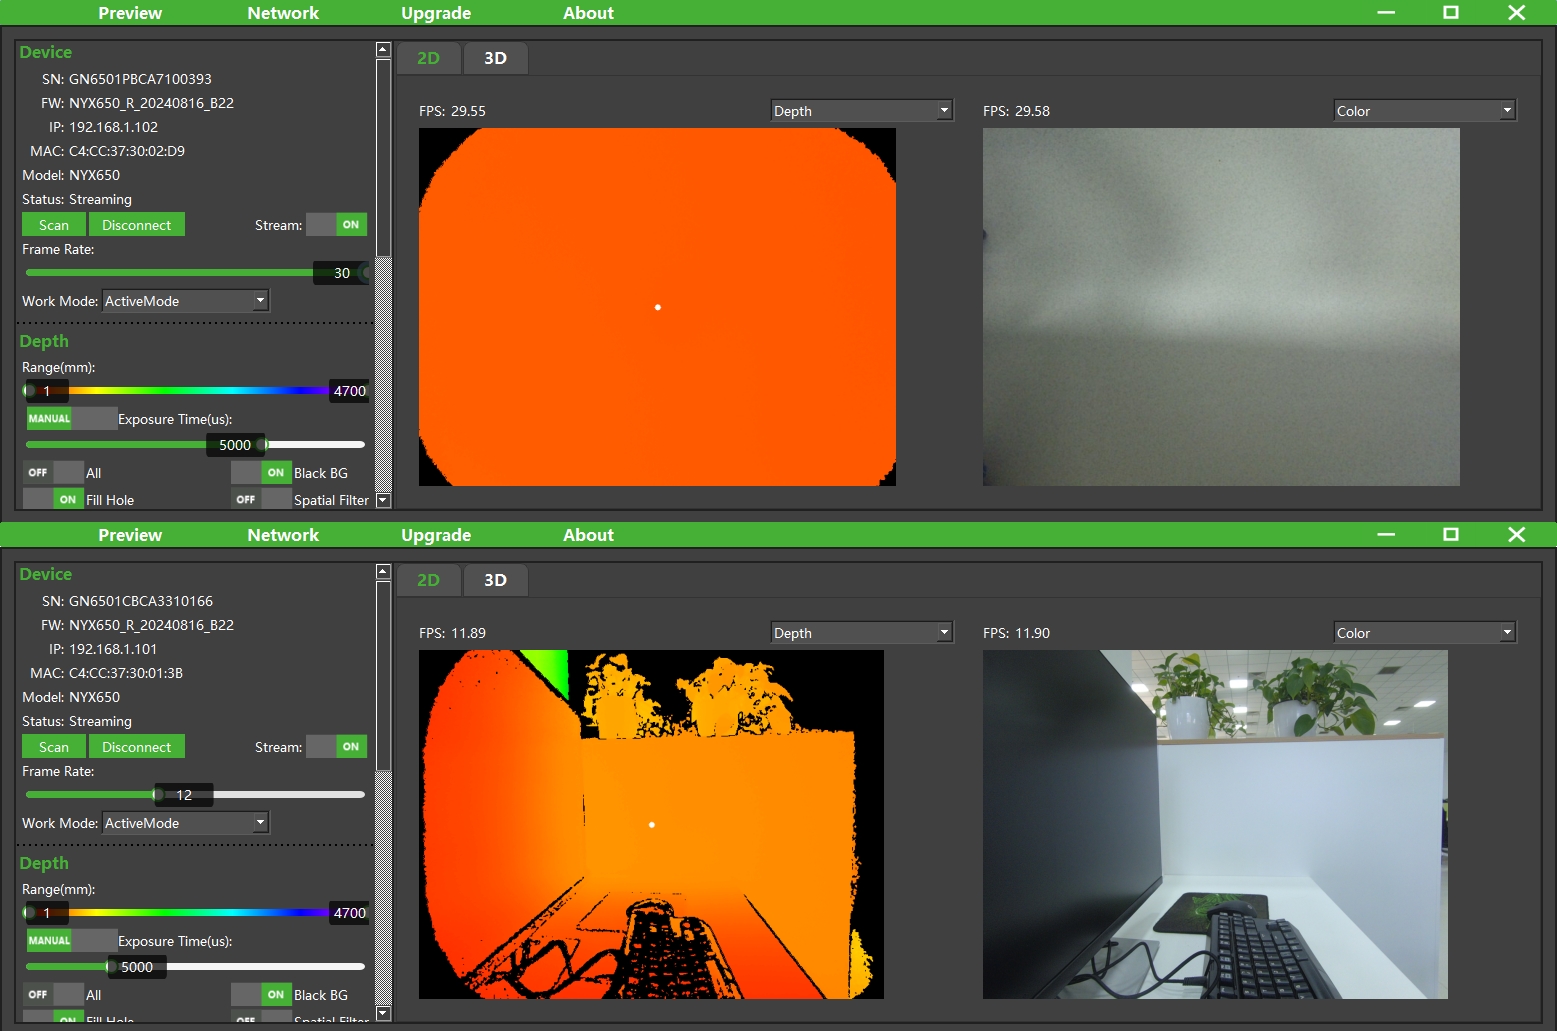 Preview Network Upgrade About
Device
SN: GN6501PBCA7100393
FW: NYX650_R_20240816_B22
IP: 192.168.1.102
MAC: C4:CC:37:30:02:D9
Model: NYX650
Status: Streaming
Scan Disconnect Stream: ON
Frame Rate:
30
Work Mode: ActiveMode
Depth
Range(mm):
1 4700
MANUAL Exposure Time(us):
5000
OFF All ON Black BG
ON Fill Hole OFF Spatial Filter
2D 3D
FPS: 29.55 Depth FPS: 29.58 Color
Preview Network Upgrade About
Device
SN: GN6501CBCA3310166
FW: NYX650_R_20240816_B22
IP: 192.168.1.101
MAC: C4:CC:37:30:01:3B
Model: NYX650
Status: Streaming
Scan Disconnect Stream: ON
Frame Rate:
12
Work Mode: ActiveMode
Depth
Range(mm):
1 4700
MANUAL Exposure Time(us):
5000
OFF All ON Black BG
ON Fill Hole OFF Spatial Filter
2D 3D
FPS: 11.89 Depth FPS: 11.90 Color